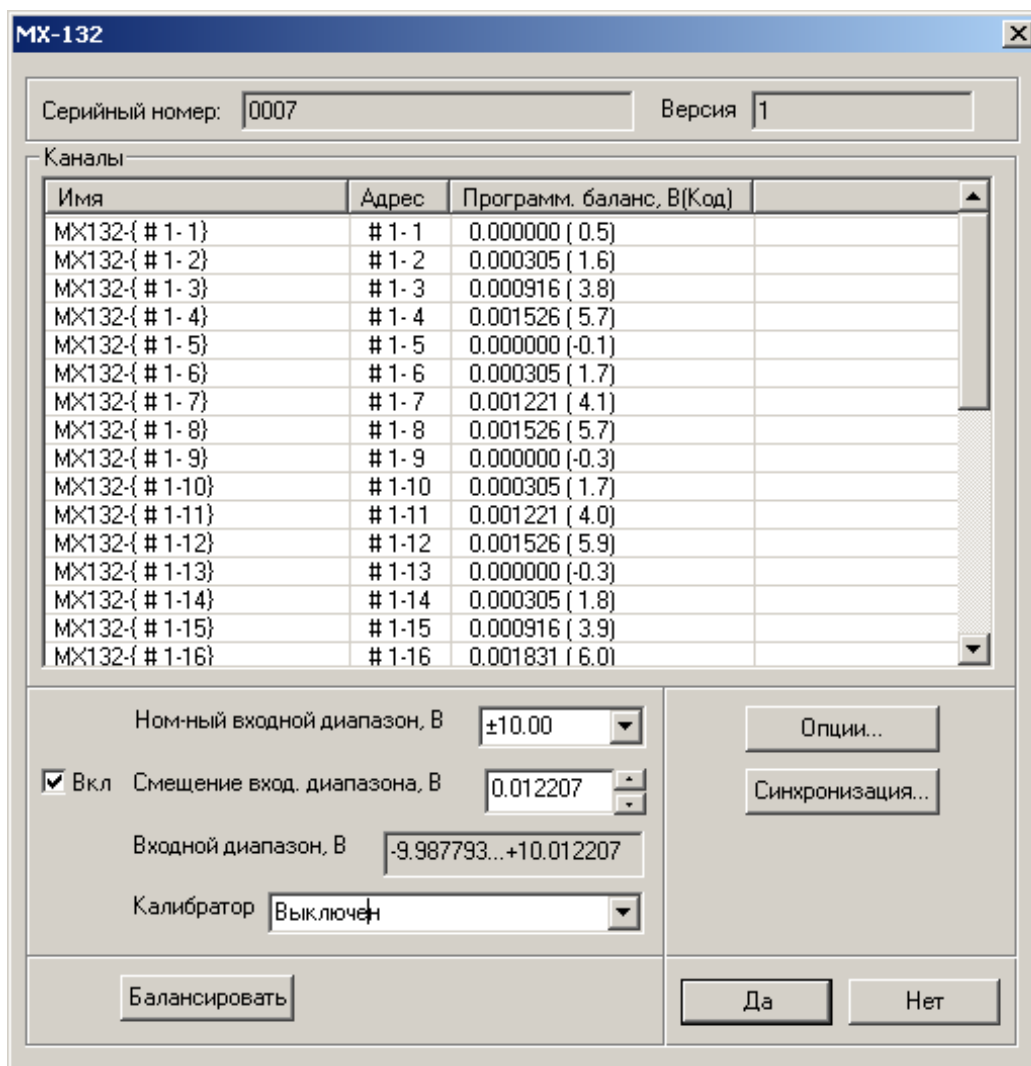 MX-132
Серийный номер: 0007 Версия 1
Каналы
Имя Адрес Программ. баланс, В(Код)
MX132-{ # 1- 1} # 1- 1 0.000000 ( 0.5)
MX132-{ # 1- 2} # 1- 2 0.000305 ( 1.6)
MX132-{ # 1- 3} # 1- 3 0.000916 ( 3.8)
MX132-{ # 1- 4} # 1- 4 0.001526 ( 5.7)
MX132-{ # 1- 5} # 1- 5 0.000000 (-0.1)
MX132-{ # 1- 6} # 1- 6 0.000305 ( 1.7)
MX132-{ # 1- 7} # 1- 7 0.001221 ( 4.1)
MX132-{ # 1- 8} # 1- 8 0.001526 ( 5.7)
MX132-{ # 1- 9} # 1- 9 0.000000 (-0.3)
MX132-{ # 1-10} # 1-10 0.000305 ( 1.7)
MX132-{ # 1-11} # 1-11 0.001221 ( 4.0)
MX132-{ # 1-12} # 1-12 0.001526 ( 5.9)
MX132-{ # 1-13} # 1-13 0.000000 (-0.3)
MX132-{ # 1-14} # 1-14 0.000305 ( 1.8)
MX132-{ # 1-15} # 1-15 0.000916 ( 3.9)
MX132-{ # 1-16} # 1-16 0.001831 ( 6.0)
Ном-ный входной диапазон, В ±10.00
Вкл Смещение вход. диапазона, В 0.012207
Входной диапазон, В -9.987793...+10.012207
Калибратор Выключен
Опции...
Синхронизация...
Балансировать
Да Нет